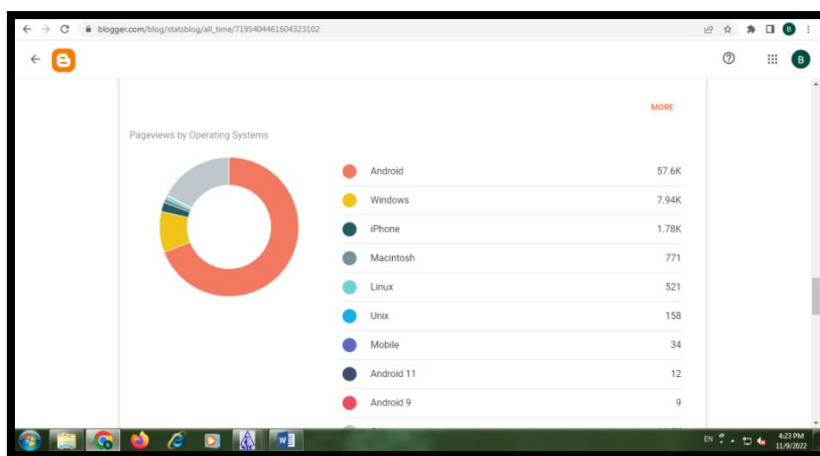 blogger.com/blog/statsblog/all_time/7195404461604323102
B
B
MORE
Pageviews by Operating Systems
Android 57.6K
Windows 7.94K
iPhone 1.78K
Macintosh 771
Linux 521
Unix 158
Mobile 34
Android 11 12
Android 9 9
EN 4:23 PM
11/9/2022